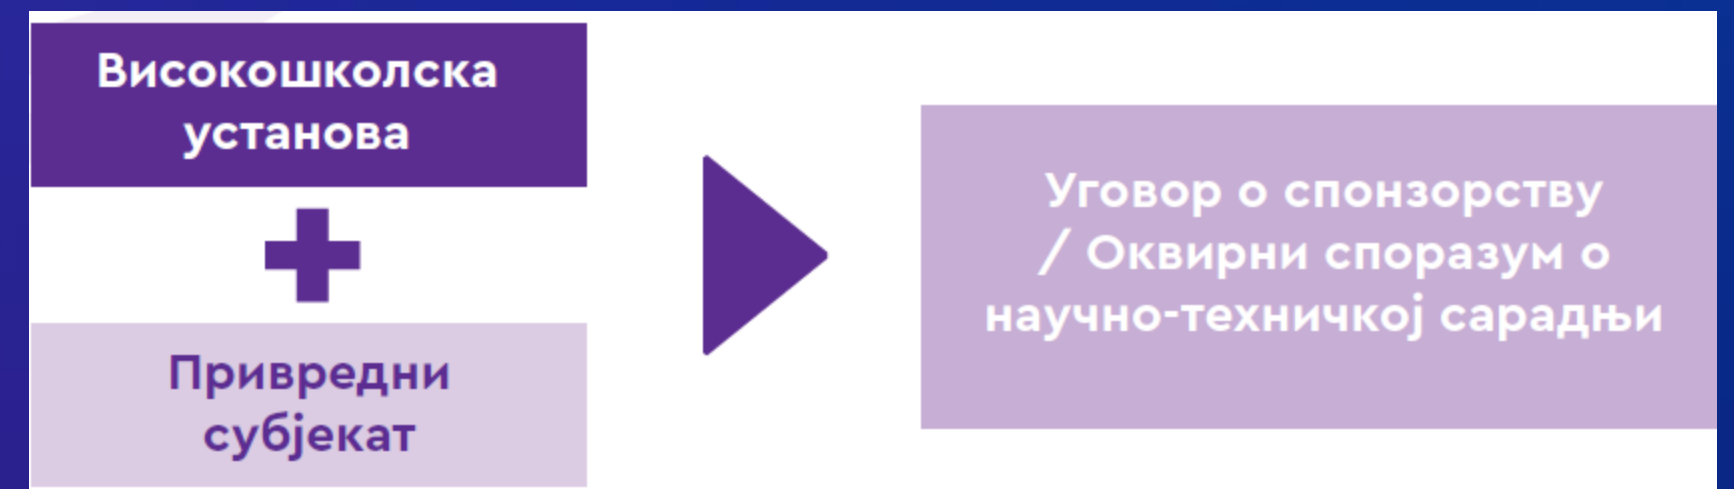 Високошколска
установа
Привредни
субјекат
Уговор о спонзорству
/ Оквирни споразум о
научно-техничкој сарадњи